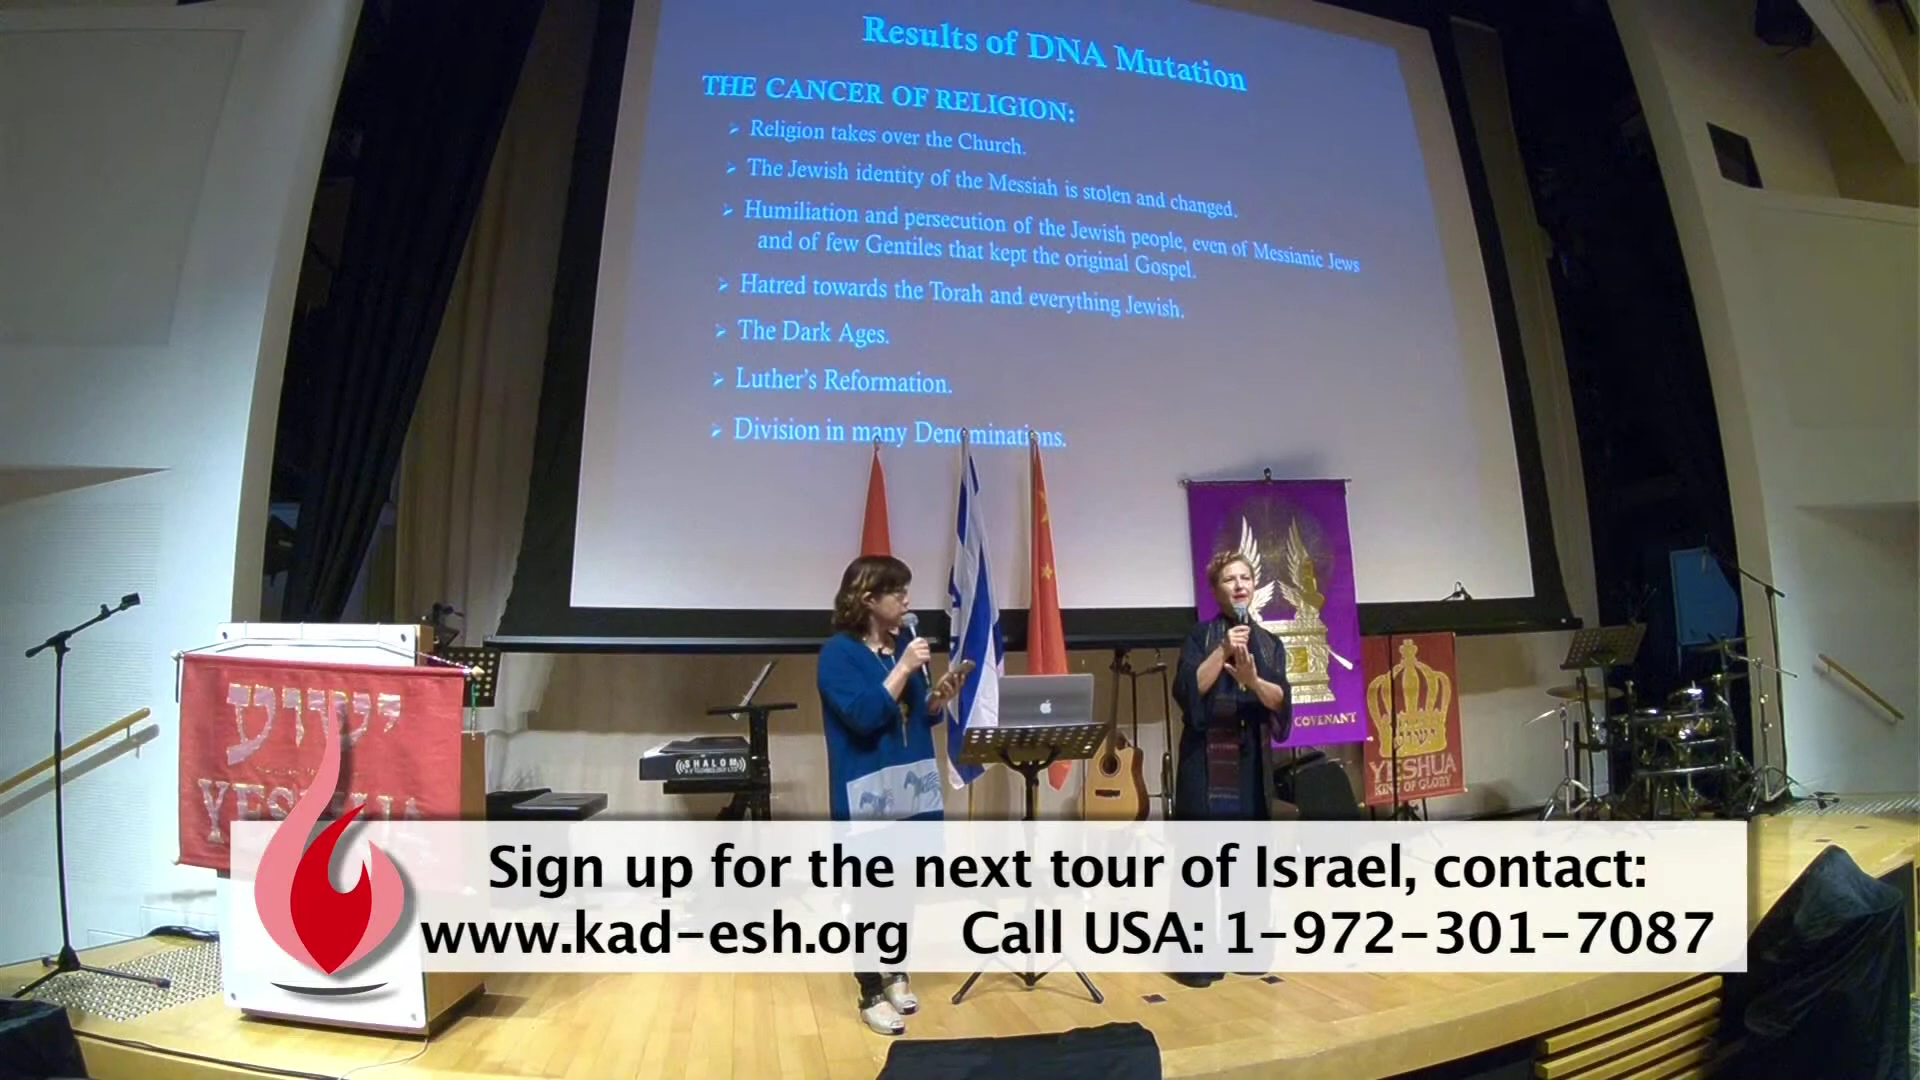 Results of DNA Mutation
THE CANCER OF RELIGION:
➢ Religion takes over the Church.
➢ The Jewish identity of the Messiah is stolen and changed.
➢ Humiliation and persecution of the Jewish people, even of Messianic Jews
and of few Gentiles that kept the original Gospel.
➢ Hatred towards the Torah and everything Jewish.
➢ The Dark Ages.
➢ Luther's Reformation.
➢ Division in many Denominations.
COVENANT
ישוע
YESHUA
KING OF GLORY
ישוע
YESHUA
SHALOM
Sign up for the next tour of Israel, contact:
www.kad-esh.org Call USA: 1-972-301-7087